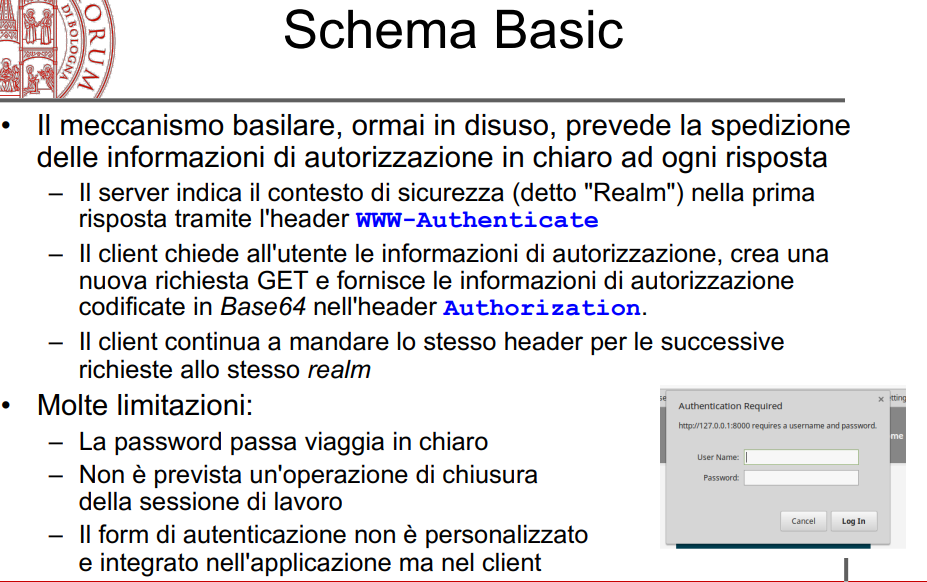 ORUM
DI BOLOGNA
Schema Basic
• Il meccanismo basilare, ormai in disuso, prevede la spedizione
delle informazioni di autorizzazione in chiaro ad ogni risposta
– Il server indica il contesto di sicurezza (detto "Realm") nella prima
risposta tramite l'header WWW-Authenticate
– Il client chiede all'utente le informazioni di autorizzazione, crea una
nuova richiesta GET e fornisce le informazioni di autorizzazione
codificate in Base64 nell'header Authorization.
– Il client continua a mandare lo stesso header per le successive
richieste allo stesso realm
• Molte limitazioni:
– La password passa viaggia in chiaro
– Non è prevista un'operazione di chiusura
della sessione di lavoro
– Il form di autenticazione non è personalizzato
e integrato nell'applicazione ma nel client
Authentication Required
http://127.0.0.1:8000 requires a username and password.
User Name:
Password:
Cancel Log In